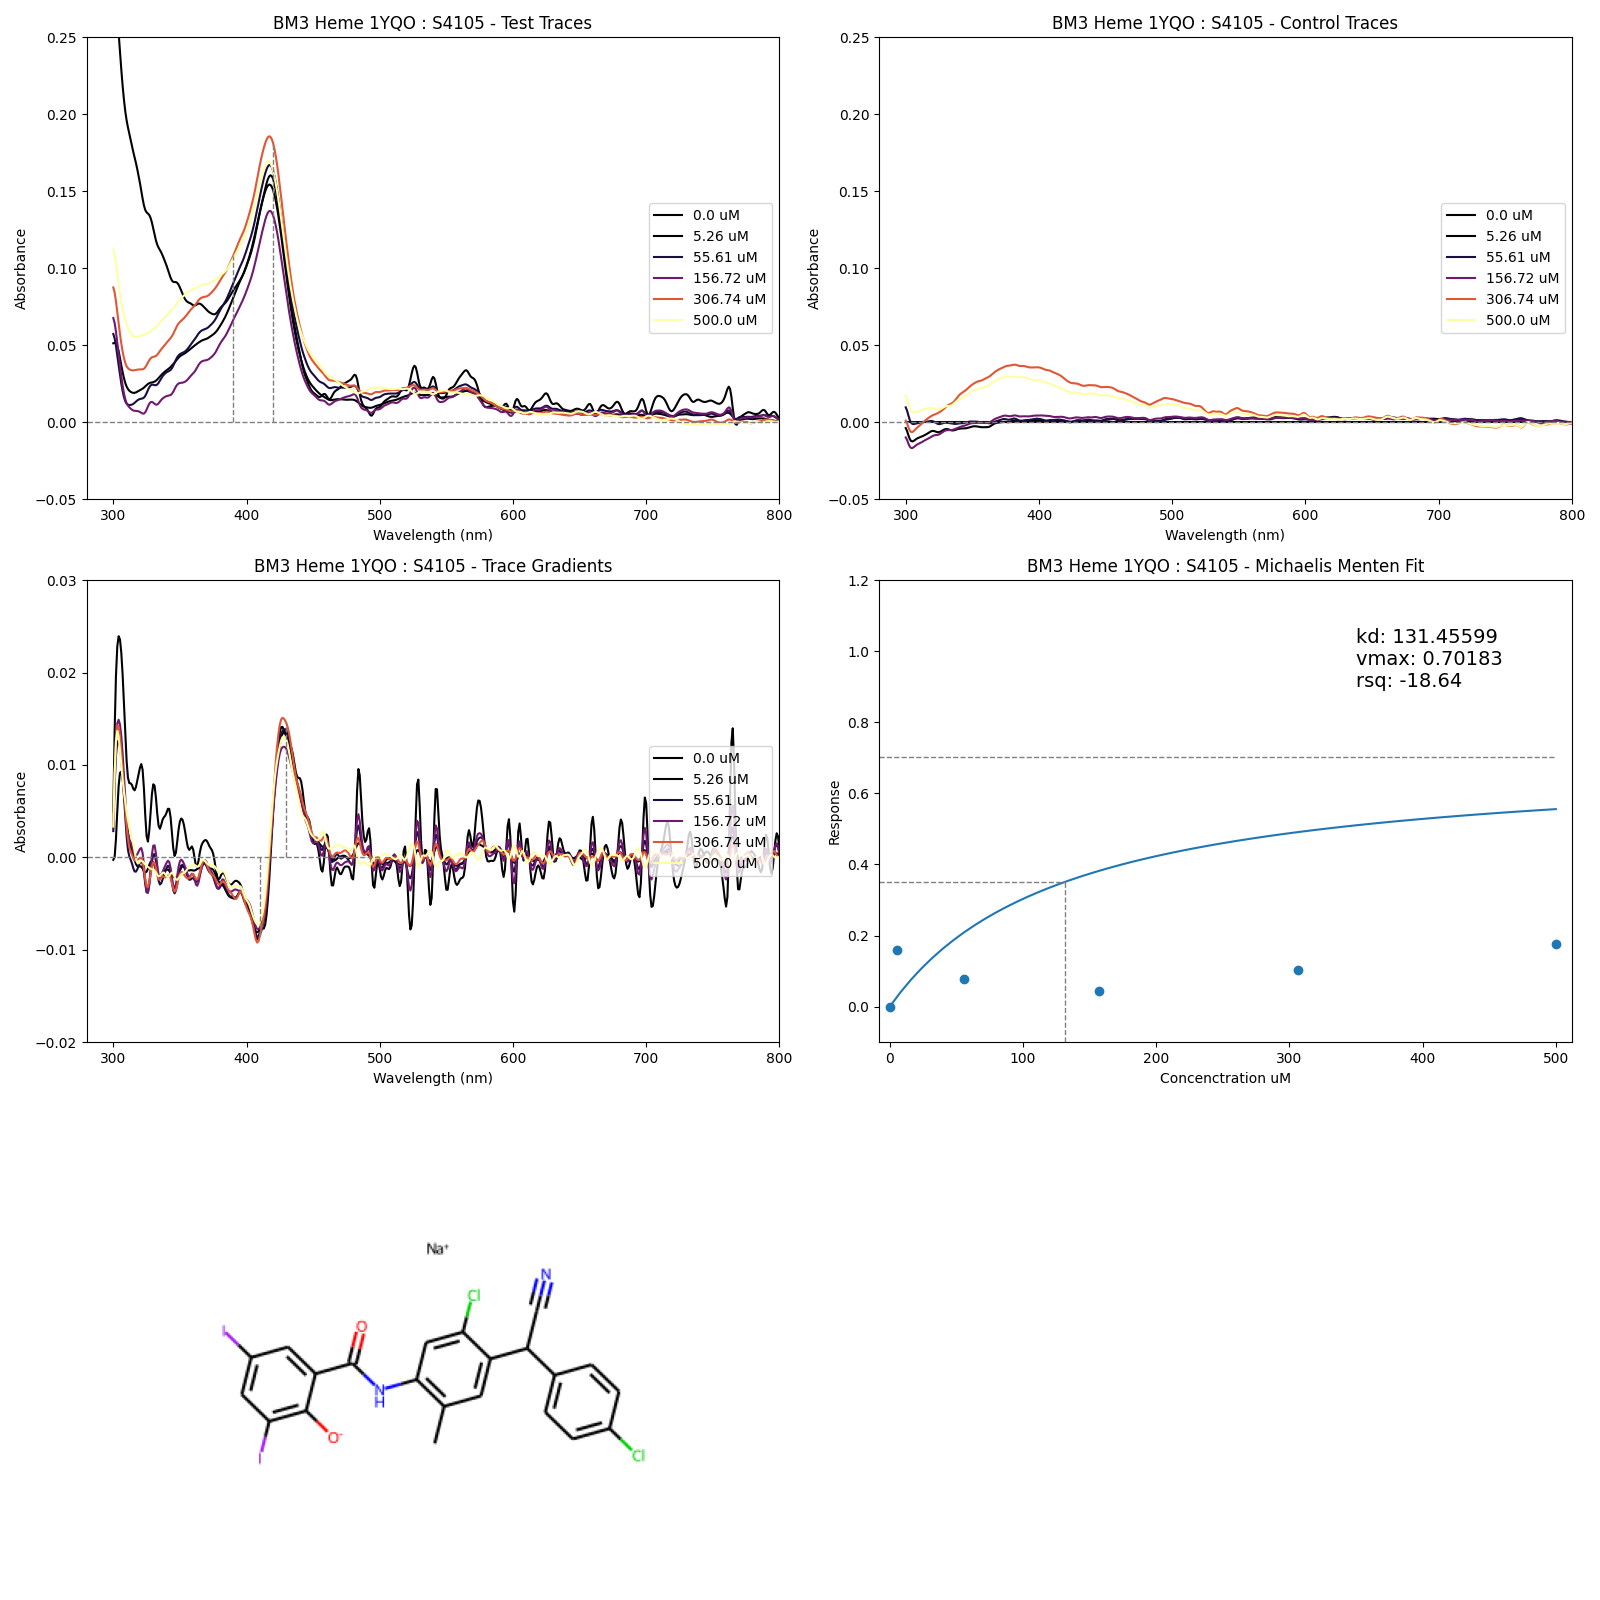 BM3 Heme 1YQO : S4105 - Test Traces
0.25
0.20
0.15
0.10
0.05
0.00
−0.05
Absorbance
300 400 500 600 700 800
Wavelength (nm)
0.0 uM
5.26 uM
55.61 uM
156.72 uM
306.74 uM
500.0 uM
BM3 Heme 1YQO : S4105 - Control Traces
0.25
0.20
0.15
0.10
0.05
0.00
−0.05
Absorbance
300 400 500 600 700 800
Wavelength (nm)
0.0 uM
5.26 uM
55.61 uM
156.72 uM
306.74 uM
500.0 uM
BM3 Heme 1YQO : S4105 - Trace Gradients
0.03
0.02
0.01
0.00
−0.01
−0.02
Absorbance
300 400 500 600 700 800
Wavelength (nm)
0.0 uM
5.26 uM
55.61 uM
156.72 uM
306.74 uM
500.0 uM
BM3 Heme 1YQO : S4105 - Michaelis Menten Fit
1.2
1.0
0.8
0.6
0.4
0.2
0.0
Response
0 100 200 300 400 500
Concenctration uM
kd: 131.45599
vmax: 0.70183
rsq: -18.64
Na⁺
N
Cl
I
O
N
H
O⁻
I
Cl